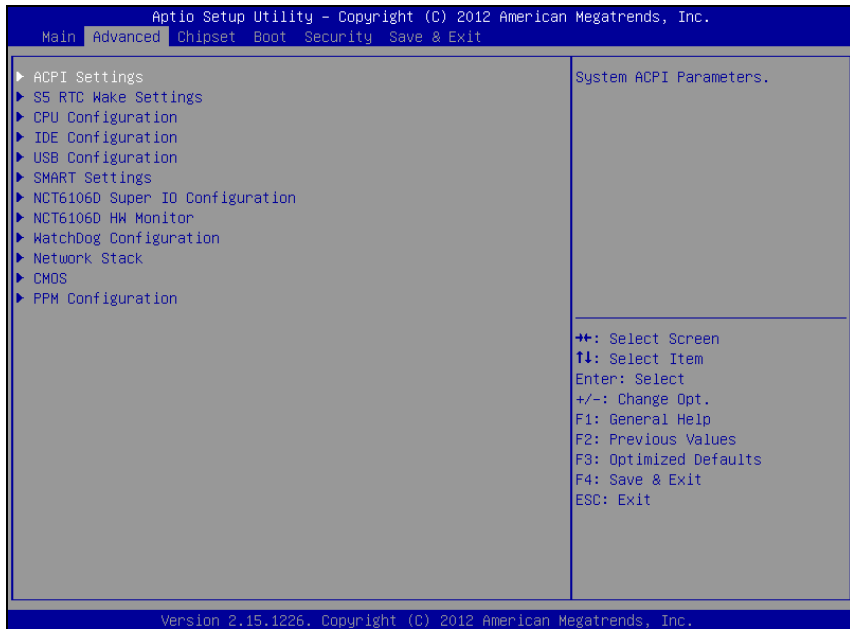 Aptio Setup Utility – Copyright (C) 2012 American Megatrends, Inc.
Main Advanced Chipset Boot Security Save & Exit
▶ ACPI Settings
▶ S5 RTC Wake Settings
▶ CPU Configuration
▶ IDE Configuration
▶ USB Configuration
▶ SMART Settings
▶ NCT6106D Super IO Configuration
▶ NCT6106D HW Monitor
▶ WatchDog Configuration
▶ Network Stack
▶ CMOS
▶ PPM Configuration
System ACPI Parameters.
→←: Select Screen
↑↓: Select Item
Enter: Select
+/-: Change Opt.
F1: General Help
F2: Previous Values
F3: Optimized Defaults
F4: Save & Exit
ESC: Exit
Version 2.15.1226. Copyright (C) 2012 American Megatrends, Inc.